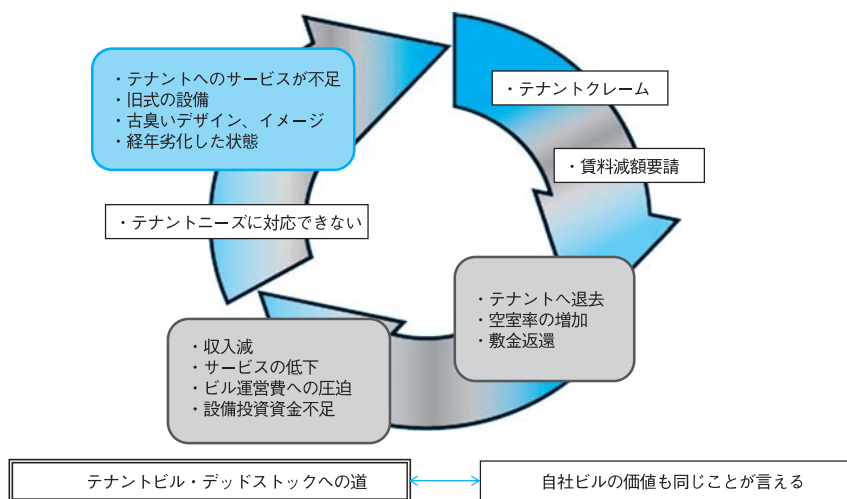 ・テナントへのサービスが不足
・旧式の設備
・古臭いデザイン、イメージ
・経年劣化した状態
・テナントクレーム
・賃料減額要請
・テナントへ退去
・空室率の増加
・敷金返還
・収入減
・サービスの低下
・ビル運営費への圧迫
・設備投資資金不足
・テナントニーズに対応できない
テナントビル・デッドストックへの道
自社ビルの価値も同じことが言える